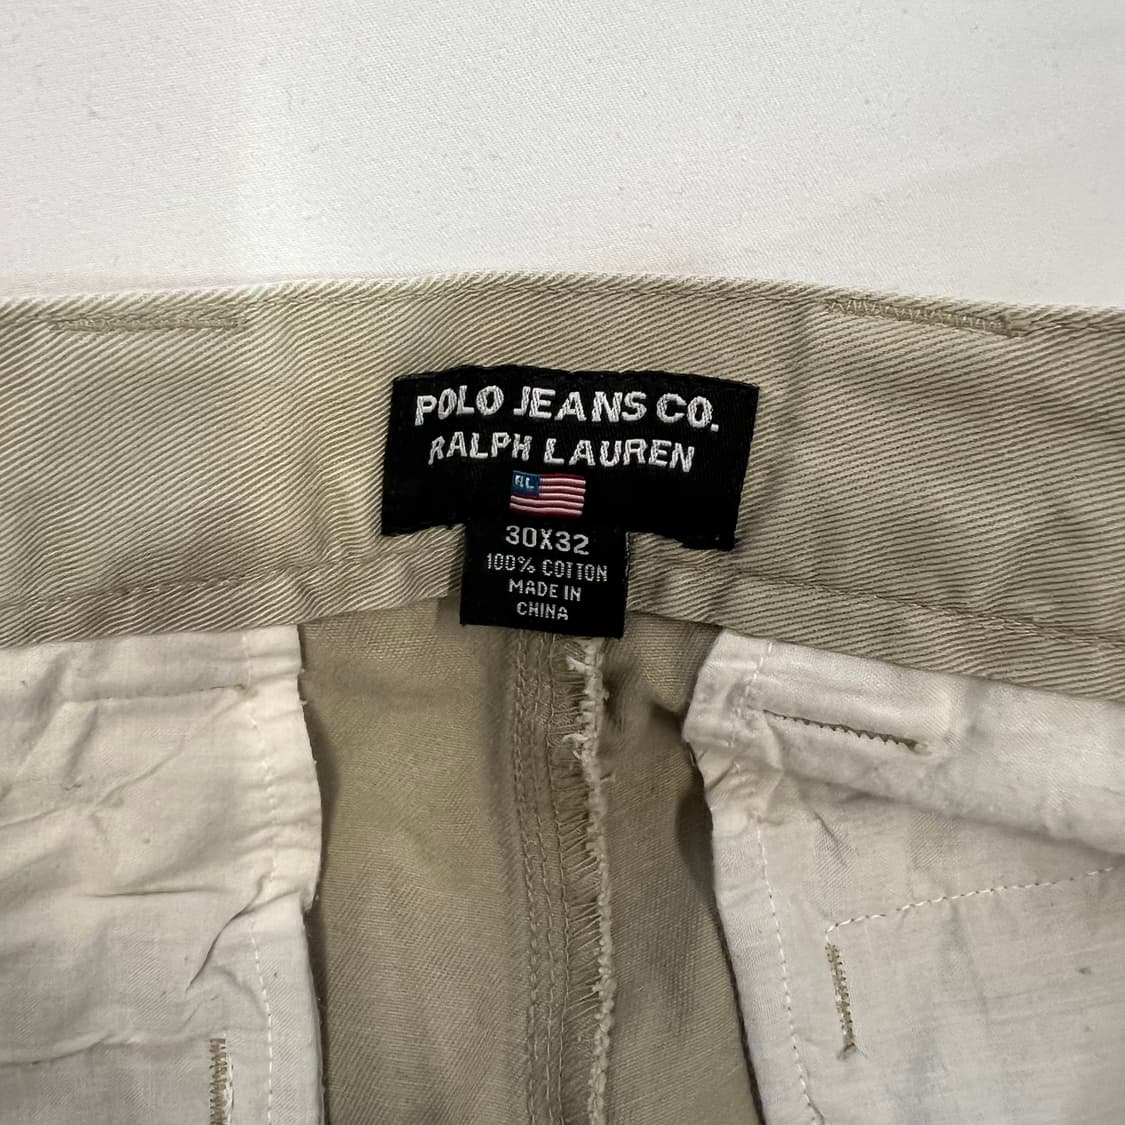 POLO JEANS CO.
RALPH LAUREN
RL
30X32
100% COTTON
MADE IN
CHINA